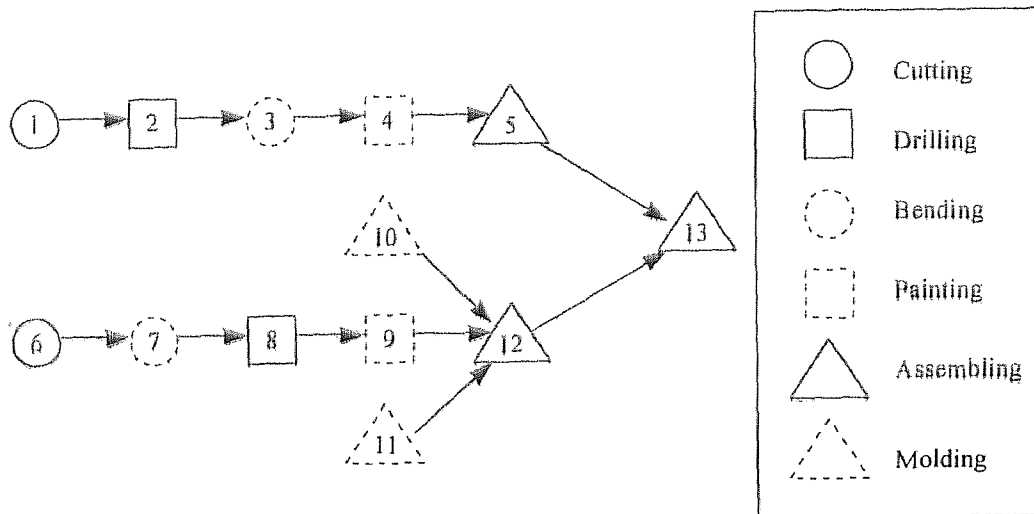 Cutting
1
2
3
4
5
Drilling
Bending
10
13
Painting
6
7
8
9
12
Assembling
11
Molding